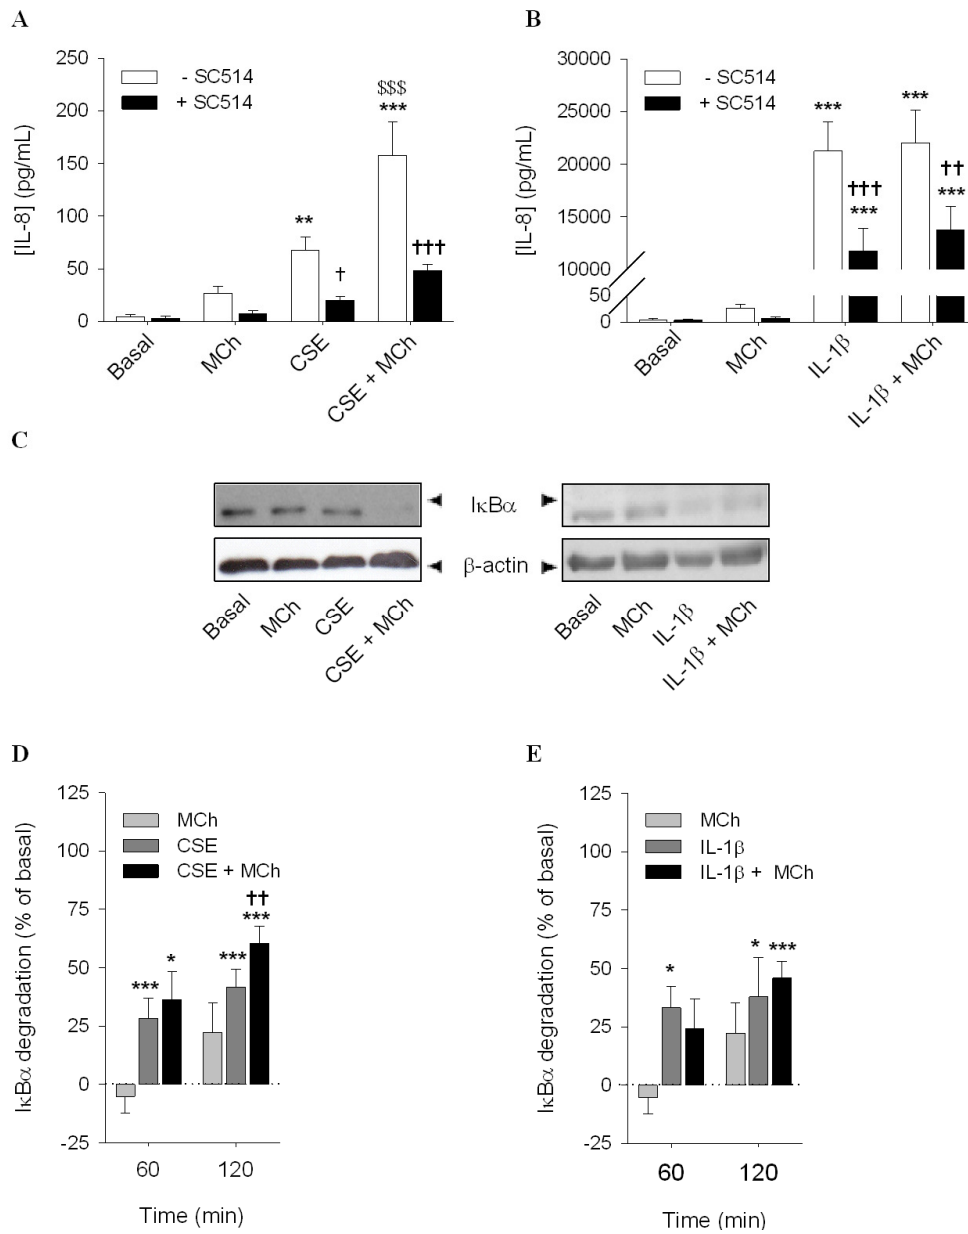 A
[IL-8] (pg/mL)
250
200
150
100
50
0
- SC514
+ SC514
**
†
$$$
***
†††
Basal
MCh
CSE
CSE + MCh
B
[IL-8] (pg/mL)
30000
25000
20000
15000
10000
50
0
- SC514
+ SC514
***
†††
***
***
††
***
Basal
MCh
IL-1β
IL-1β + MCh
C
IκBα
β-actin
Basal
MCh
CSE
CSE + MCh
Basal
MCh
IL-1β
IL-1β + MCh
D
IκBα degradation (% of basal)
125
100
75
50
25
0
-25
MCh
CSE
CSE + MCh
***
*
***
††
***
60
120
Time (min)
E
IκBα degradation (% of basal)
125
100
75
50
25
0
-25
MCh
IL-1β
IL-1β + MCh
*
*
***
60
120
Time (min)